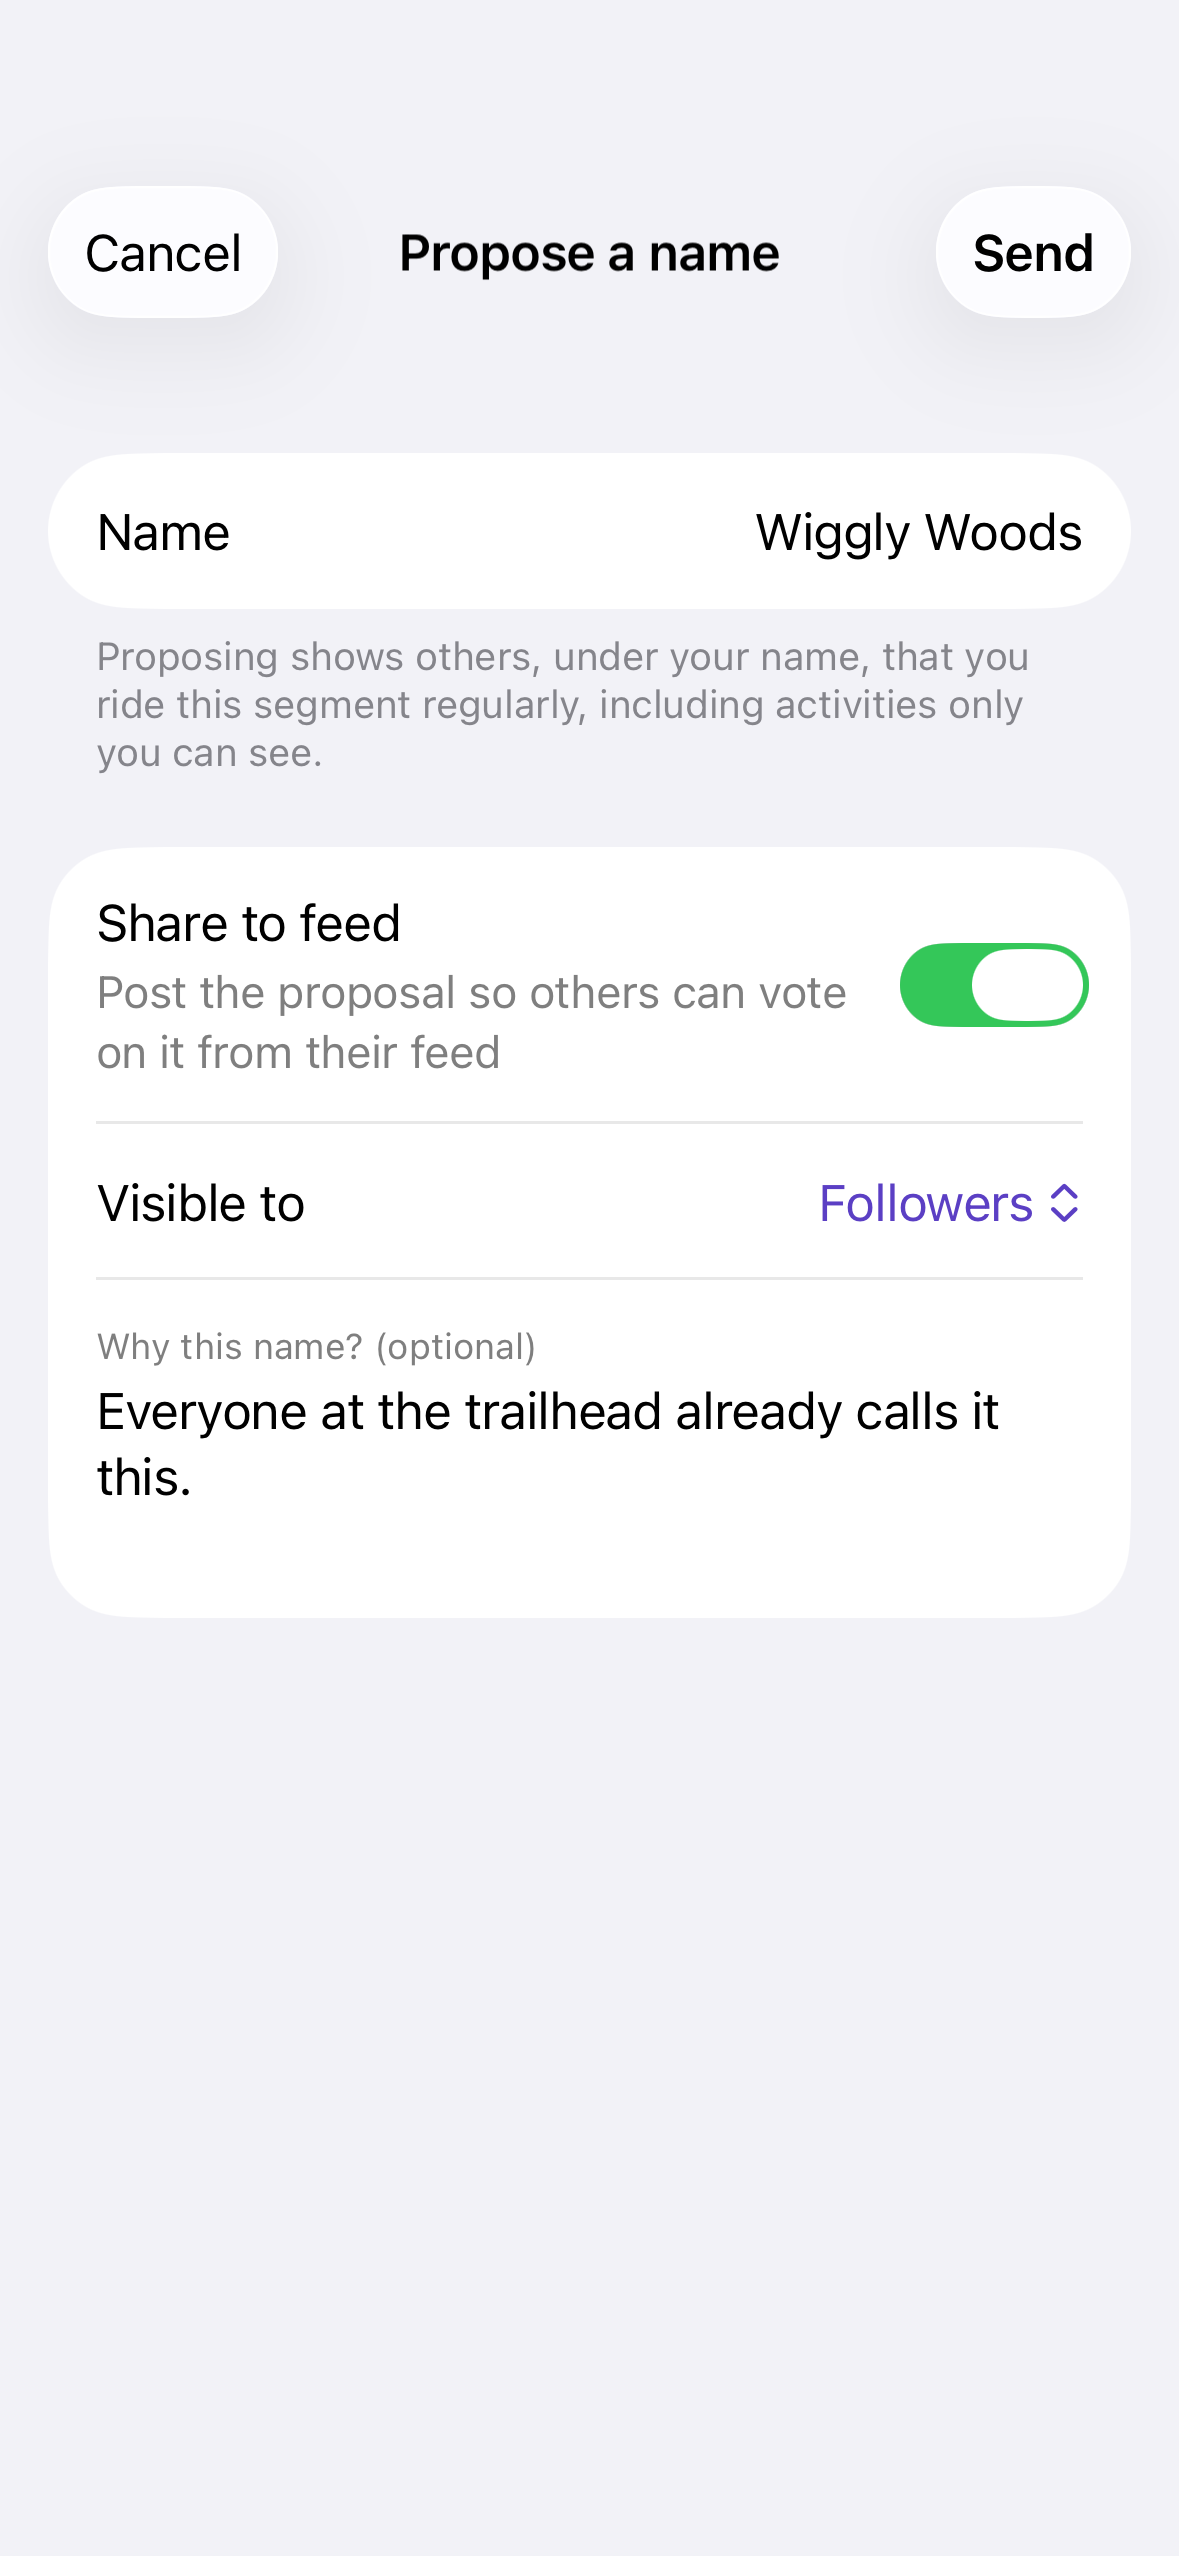 Cancel
Propose a name
Send
Name
Wiggly Woods
Proposing shows others, under your name, that you
ride this segment regularly, including activities only
you can see.
Share to feed
Post the proposal so others can vote
on it from their feed
Visible to
Followers
Why this name? (optional)
Everyone at the trailhead already calls it
this.